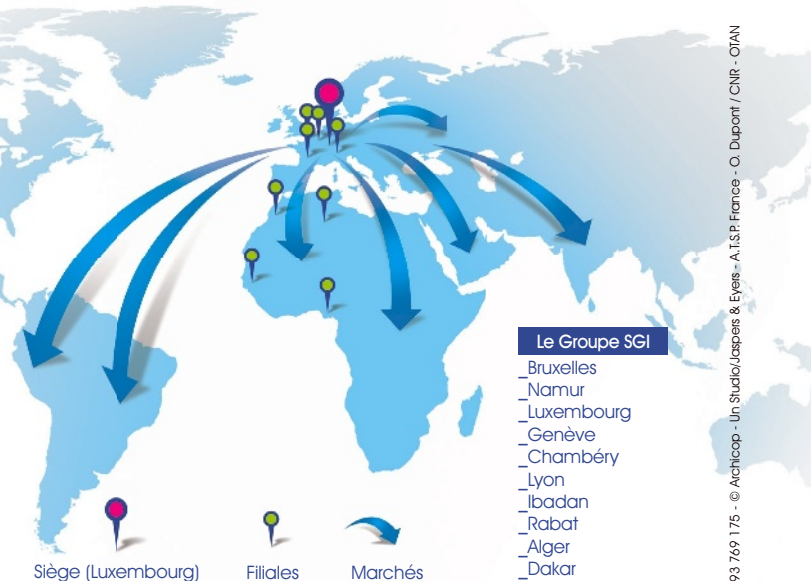 Le Groupe SGI
_Bruxelles
_Namur
_Luxembourg
_Genève
_Chambéry
_Lyon
_Ibadan
_Rabat
_Alger
_Dakar
Siège (Luxembourg)
Filiales
Marchés
93 769 175 - © Archicop - Un Studio/Jaspers & Eyers - A.T.S.P. France - O. Dupont / CNR - OTAN